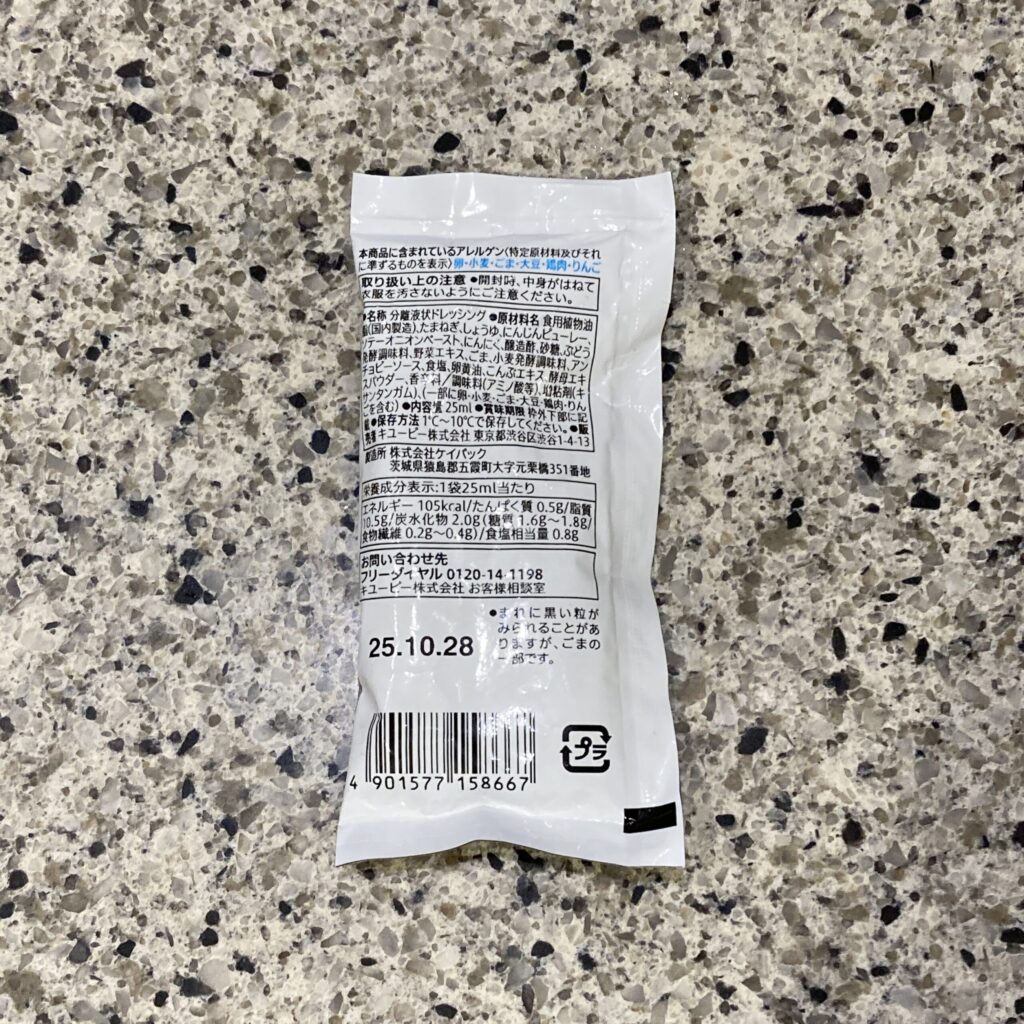 本商品に含まれているアレルゲン(特定原材料及びそれ
に準ずるものを表示)卵・小麦・ごま・大豆・鶏肉・りんご
取り扱い上の注意 ●開封時、中身がはねて
衣服を汚さないようにご注意ください。
●名称 分離液状ドレッシング ●原材料名 食用植物油
脂(国内製造)、たまねぎ、しょうゆ、にんじんピューレー、
ソテーオニオンペースト、にんにく、醸造酢、砂糖、ぶどう
発酵調味料、野菜エキス、ごま、小麦発酵調味料、アン
チョビーソース、食塩、卵黄油、こんぶエキス、酵母エキ
スパウダー、香辛料/調味料(アミノ酸等)、増粘剤(キ
サンタンガム)、(一部に卵・小麦・ごま・大豆・鶏肉・りん
ごを含む) ●内容量 25ml ●賞味期限 枠外下部に記
載 ●保存方法 1℃〜10℃で保存してください。●販
売者 キユーピー株式会社 東京都渋谷区渋谷1-4-13
製造所 株式会社ケイパック
茨城県猿島郡五霞町大字元栗橋351番地
栄養成分表示:1袋25ml当たり
エネルギー 105kcal/たんぱく質 0.5g/脂質
10.5g/炭水化物 2.0g(糖質 1.6g〜1.8g/
食物繊維 0.2g〜0.4g)/食塩相当量 0.8g
お問い合わせ先
フリーダイヤル 0120-14-1198
キユーピー株式会社 お客様相談室
●まれに黒い粒が
みられることがあ
りますが、ごまの
一部です。
25.10.28
4 901577 158667
プラ